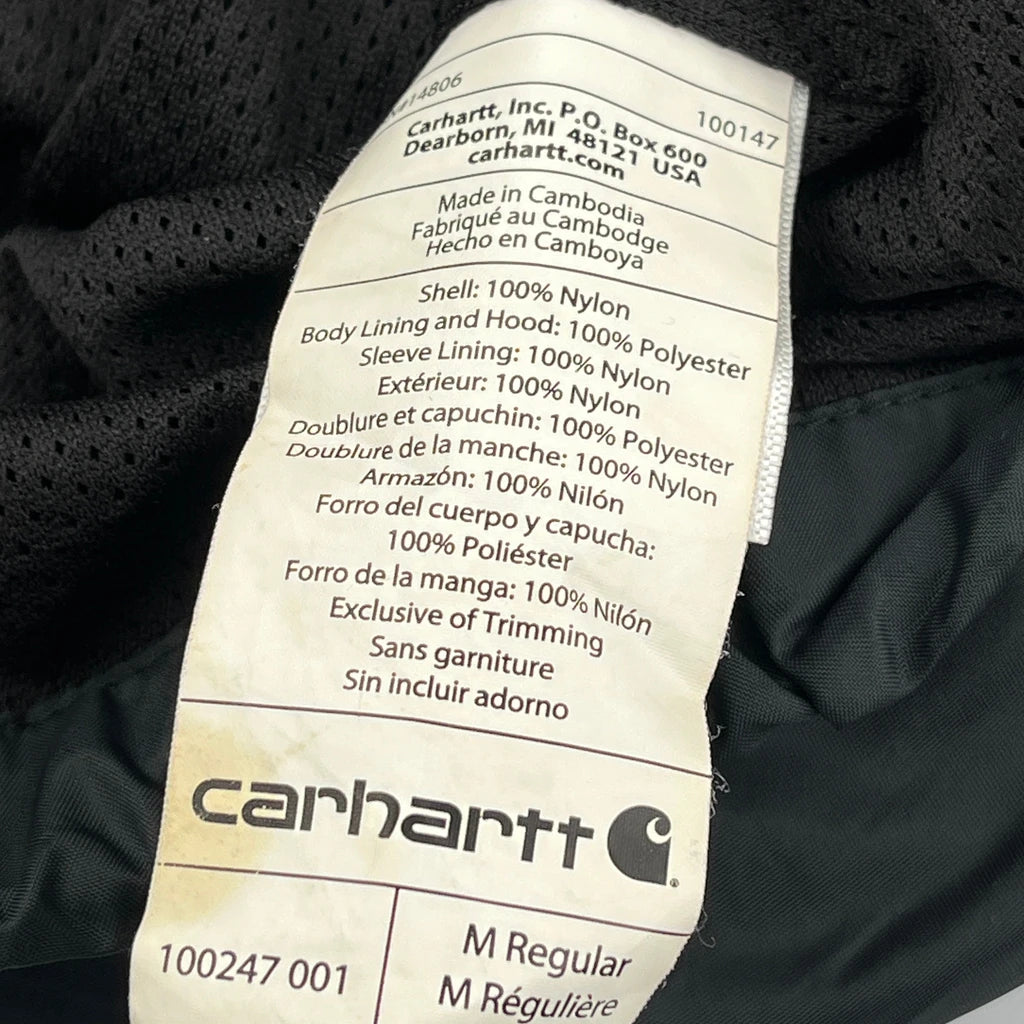 14806
100147
Carhartt, Inc. P.O. Box 600
Dearborn, MI 48121 USA
carhartt.com
Made in Cambodia
Fabriqué au Cambodge
Hecho en Camboya
Shell: 100% Nylon
Body Lining and Hood: 100% Polyester
Sleeve Lining: 100% Nylon
Extérieur: 100% Nylon
Doublure et capuchin: 100% Polyester
Doublure de la manche: 100% Nylon
Armazón: 100% Nilón
Forro del cuerpo y capucha:
100% Poliéster
Forro de la manga: 100% Nilón
Exclusive of Trimming
Sans garniture
Sin incluir adorno
carhartt
100247 001
M Regular
M Régulière